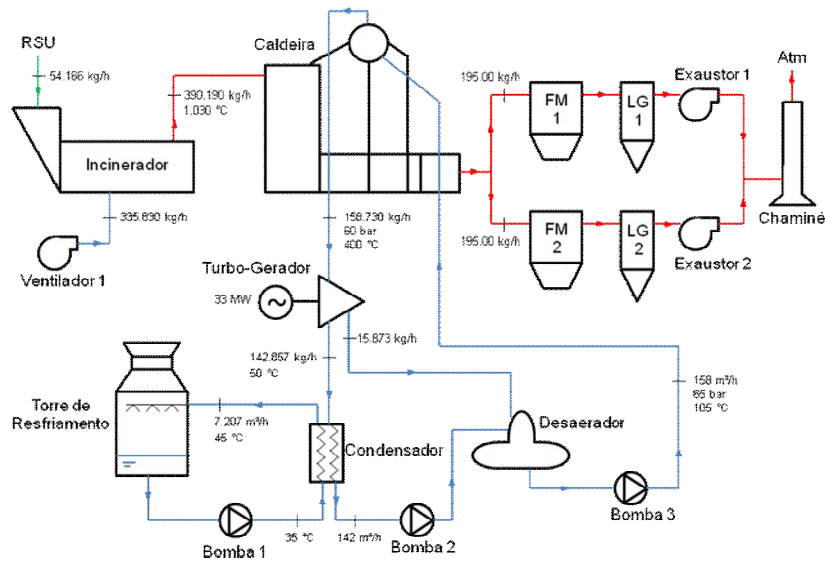 RSU
54.166 kg/h
Incinerador
335.690 kg/h
Ventilador 1
390.190 kg/h
1.030 °C
Caldeira
195.00 kg/h
FM
1
LG
1
Exaustor 1
Atm
Chaminé
195.00 kg/h
FM
2
LG
2
Exaustor 2
158.730 kg/h
60 bar
400 °C
Turbo-Gerador
33 MW
15.873 kg/h
142.857 kg/h
50 °C
Torre de
Resfriamento
7.207 m³/h
45 °C
Condensador
Desaerador
158 m³/h
65 bar
105 °C
Bomba 1
35 °C
142 m³/h
Bomba 2
Bomba 3